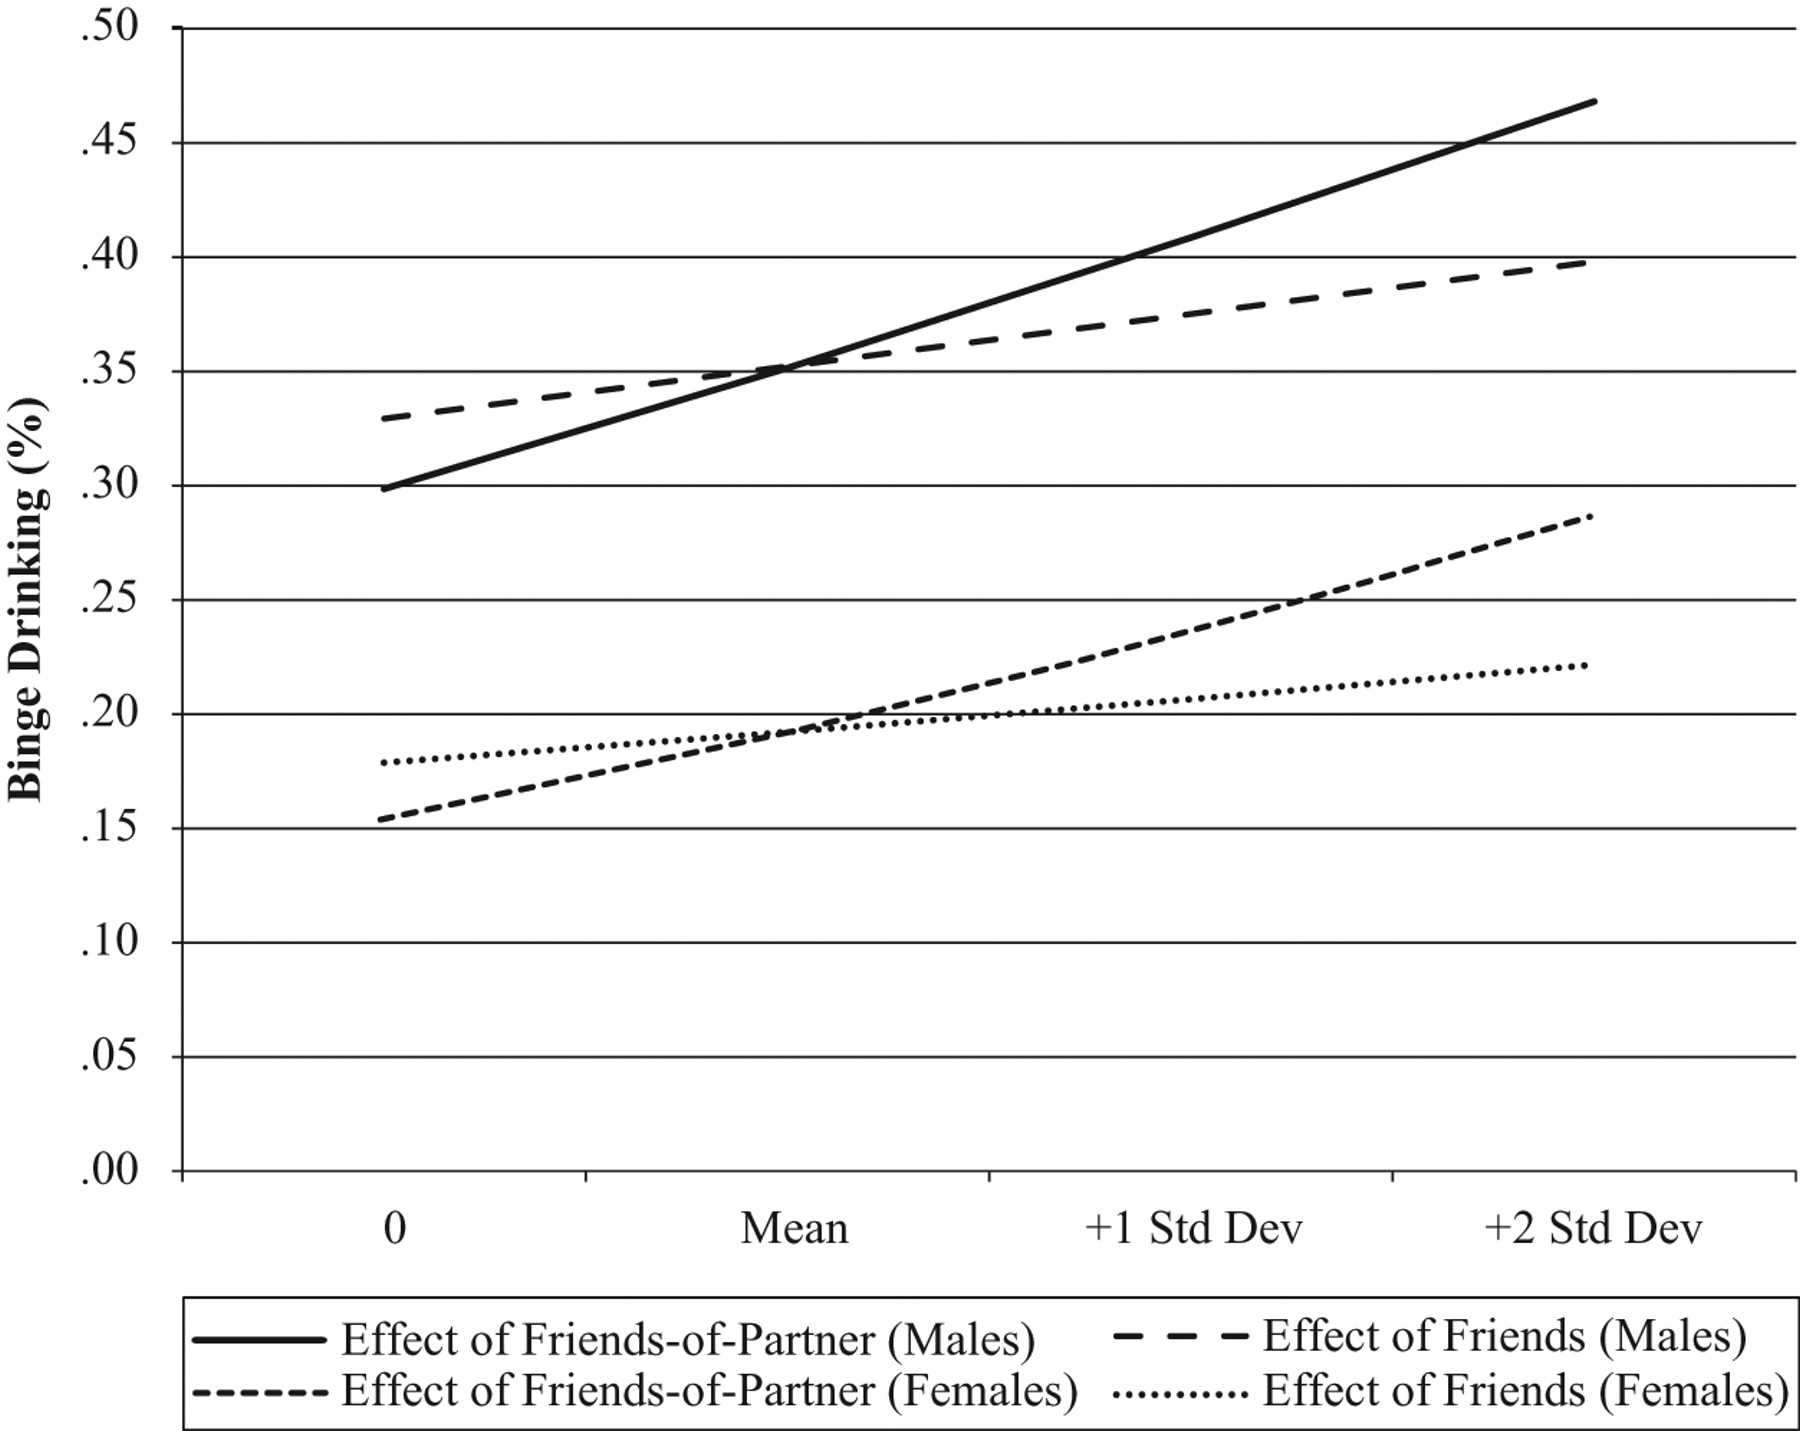 .50
.45
.40
.35
.30
.25
.20
.15
.10
.05
.00
Binge Drinking (%)
0 Mean +1 Std Dev +2 Std Dev
Effect of Friends-of-Partner (Males) Effect of Friends (Males)
Effect of Friends-of-Partner (Females) Effect of Friends (Females)